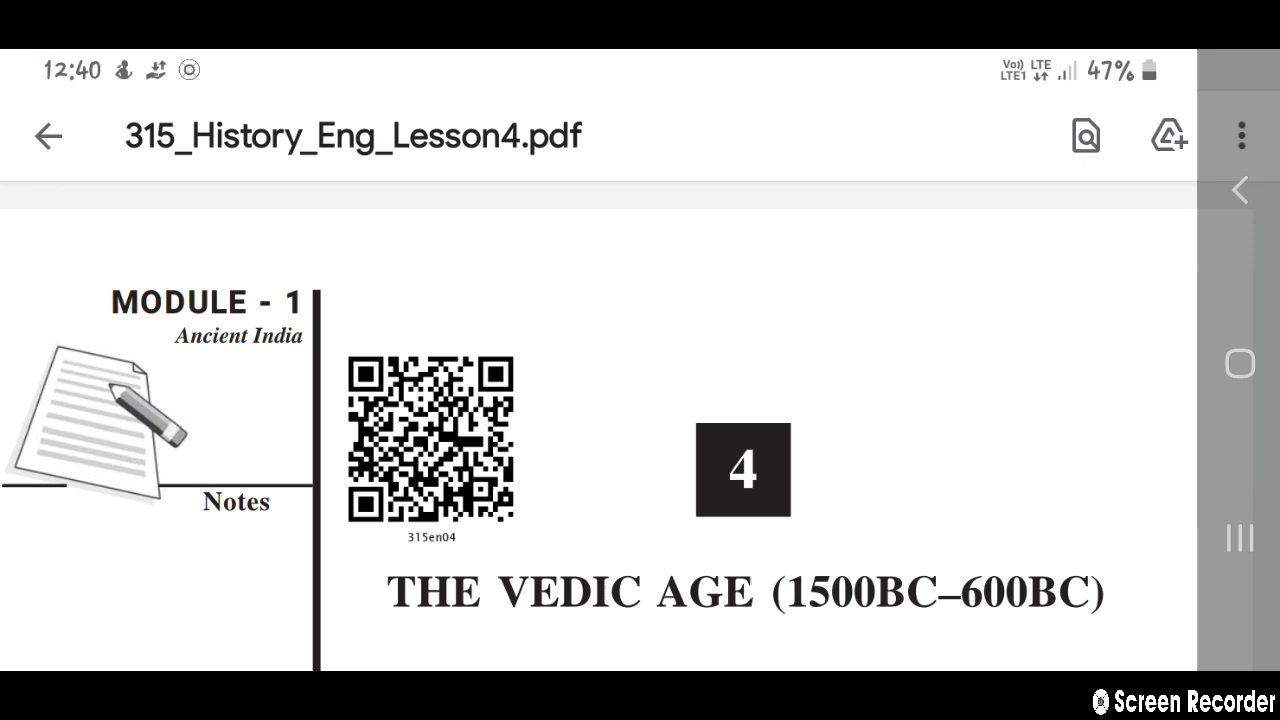 12:40
Vo) LTE 47%
LTE1
315_History_Eng_Lesson4.pdf
MODULE - 1
Ancient India
Notes
315en04
4
THE VEDIC AGE (1500BC–600BC)
Screen Recorder